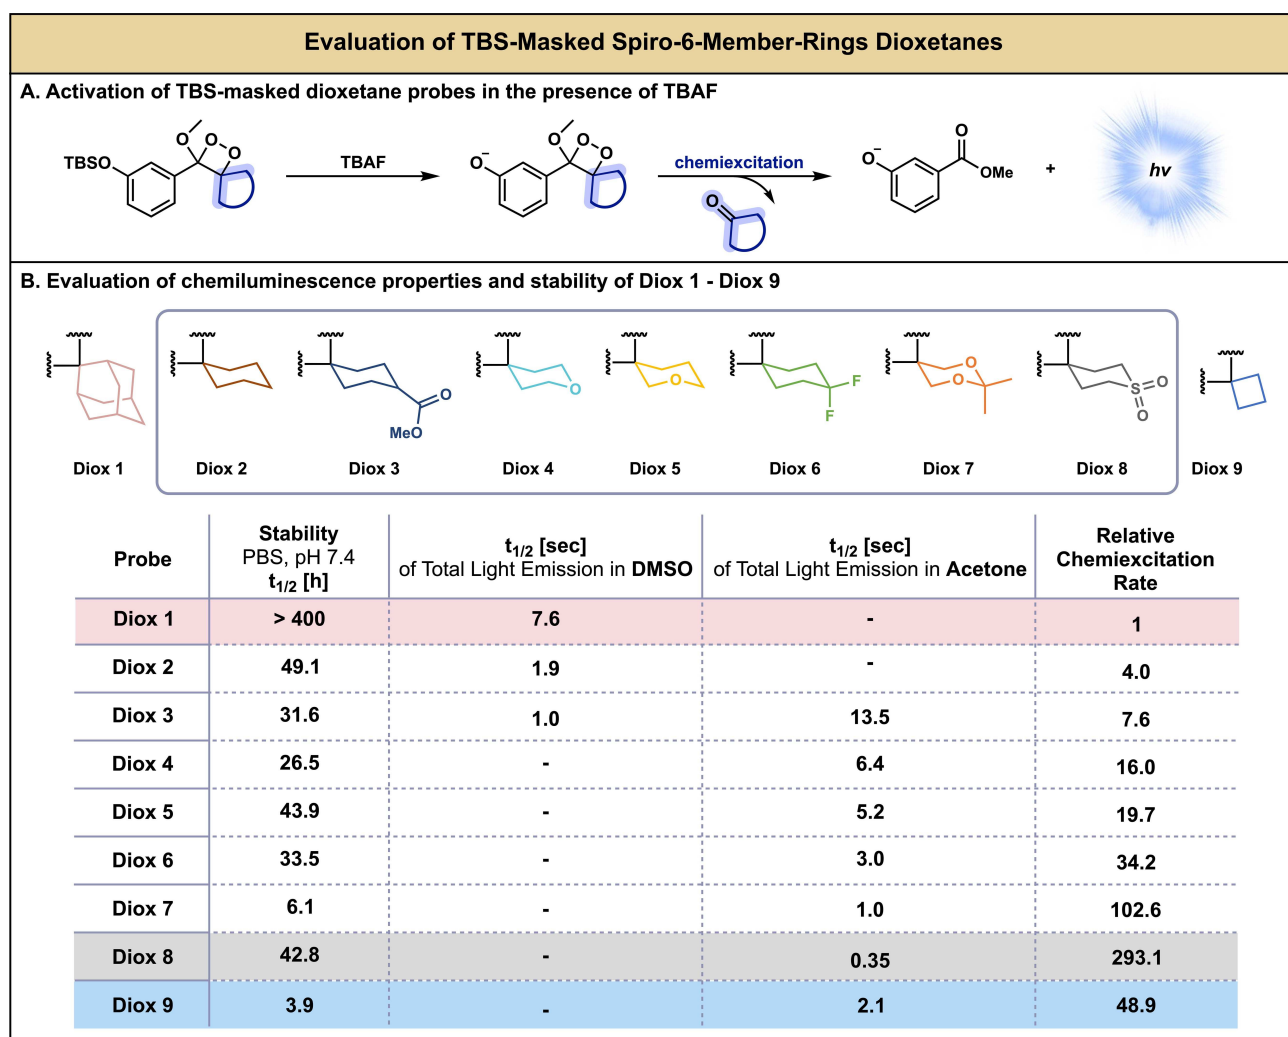 Evaluation of TBS-Masked Spiro-6-Member-Rings Dioxetanes
A. Activation of TBS-masked dioxetane probes in the presence of TBAF
TBSO O O O
TBAF
O⁻ O O O
chemiexcitation
O
O⁻ O OMe
+
hν
B. Evaluation of chemiluminescence properties and stability of Diox 1 - Diox 9
O MeO
O
O
F F
O O
S O O
Diox 1 Diox 2 Diox 3 Diox 4 Diox 5 Diox 6 Diox 7 Diox 8 Diox 9
Probe
Stability
PBS, pH 7.4
t1/2 [h]
t1/2 [sec]
of Total Light Emission in DMSO
t1/2 [sec]
of Total Light Emission in Acetone
Relative
Chemiexcitation
Rate
Diox 1 > 400 7.6 - 1
Diox 2 49.1 1.9 - 4.0
Diox 3 31.6 1.0 13.5 7.6
Diox 4 26.5 - 6.4 16.0
Diox 5 43.9 - 5.2 19.7
Diox 6 33.5 - 3.0 34.2
Diox 7 6.1 - 1.0 102.6
Diox 8 42.8 - 0.35 293.1
Diox 9 3.9 - 2.1 48.9